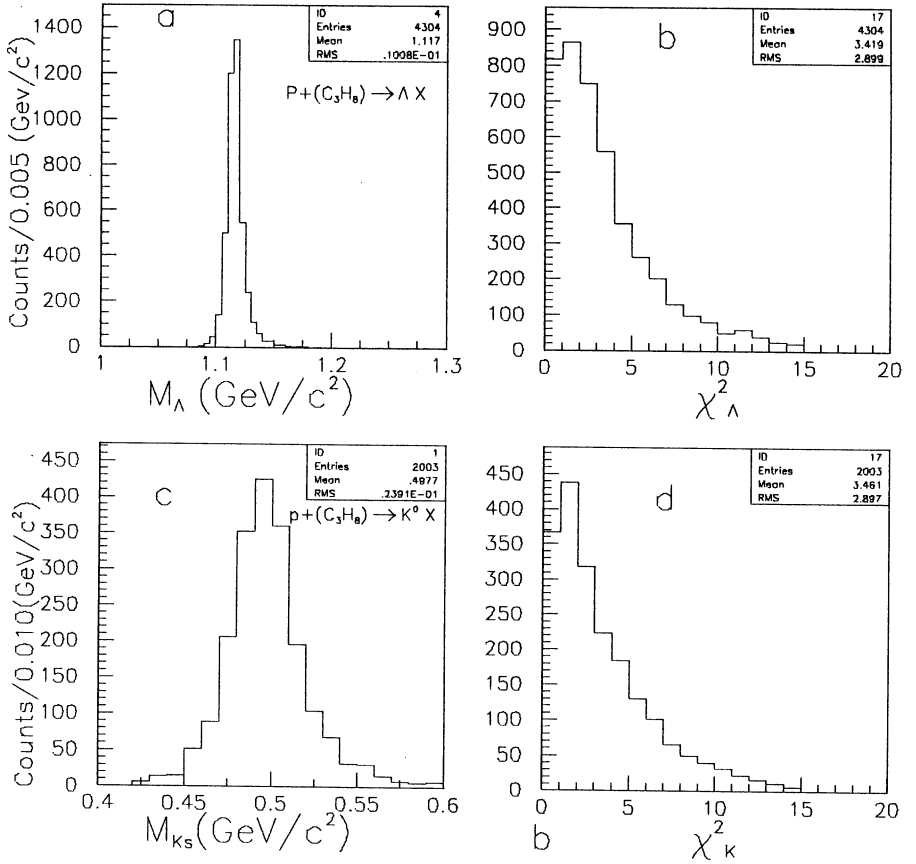 a
ID 4
Entries 4304
Mean 1.117
RMS .1008E-01
P+(C₃H₈)→Λ X
Counts/0.005 (Gev/c²)
1400
1200
1000
800
600
400
200
0
1 1.1 1.2 1.3
M_Λ (GeV/c²)
b
ID 17
Entries 4304
Mean 3.419
RMS 2.899
900
800
700
600
500
400
300
200
100
0
0 5 10 15 20
χ²_Λ
c
ID 1
Entries 2003
Mean .4977
RMS .2391E-01
p+(C₃H₈)→K⁰ X
Counts/0.010(GeV/c²)
450
400
350
300
250
200
150
100
50
0
0.4 0.45 0.5 0.55 0.6
M_Ks(GeV/c²)
d
ID 17
Entries 2003
Mean 3.461
RMS 2.897
450
400
350
300
250
200
150
100
50
0
0 5 10 15 20
b
χ²_K